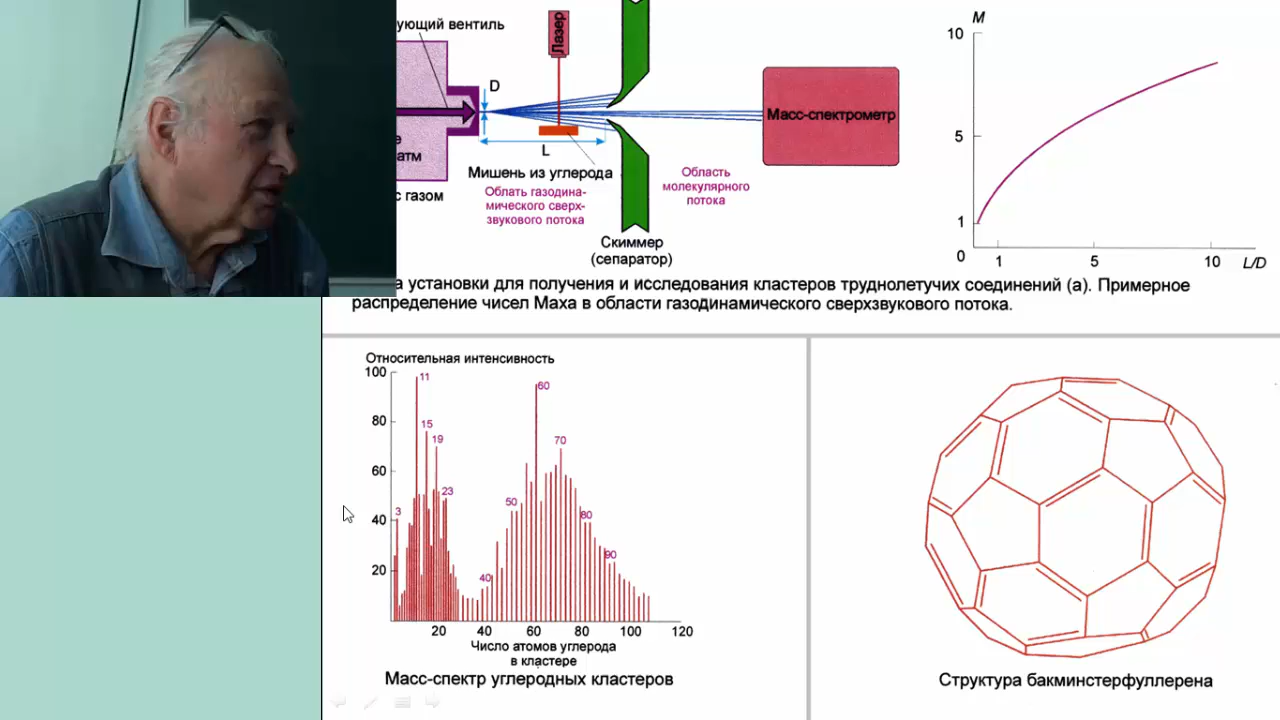 ующий вентиль
Лазер
D
L
е
атм
с газом
Мишень из углерода
Облать газодина-
мического сверх-
звукового потока
Скиммер
(сепаратор)
Область
молекулярного
потока
Масс-спектрометр
M
10
5
1
0
1
5
10
L/D
а установки для получения и исследования кластеров труднолетучих соединений (а). Примерное
распределение чисел Маха в области газодинамического сверхзвукового потока.
Относительная интенсивность
100
80
60
40
20
3
11
15
19
23
40
50
60
70
80
90
20
40
60
80
100
120
Число атомов углерода
в кластере
Масс-спектр углеродных кластеров
Структура бакминстерфуллерена